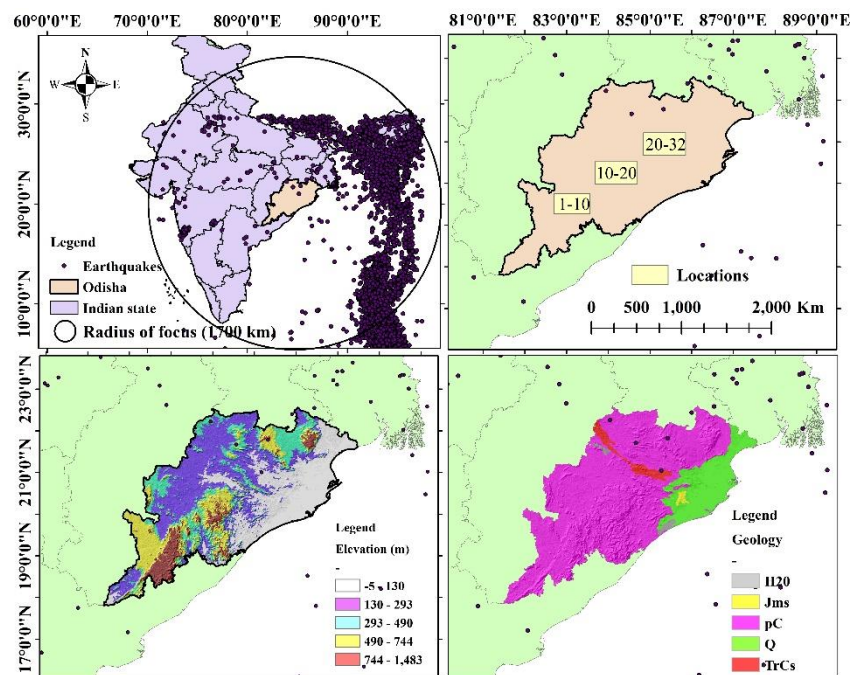 60°0'0"E 70°0'0"E 80°0'0"E 90°0'0"E
81°0'0"E 83°0'0"E 85°0'0"E 87°0'0"E 89°0'0"E
N
W E
S
30°0'0"N
20°0'0"N
10°0'0"N
Legend
Earthquakes
Odisha
Indian state
Radius of focus (1,700 km)
20-32
10-20
1-10
Locations
0 500 1,000 2,000 Km
23°0'0"N
21°0'0"N
19°0'0"N
17°0'0"N
Legend
Elevation (m)
-5 - 130
130 - 293
293 - 490
490 - 744
744 - 1,483
Legend
Geology
H20
Jms
pC
Q
TrCs